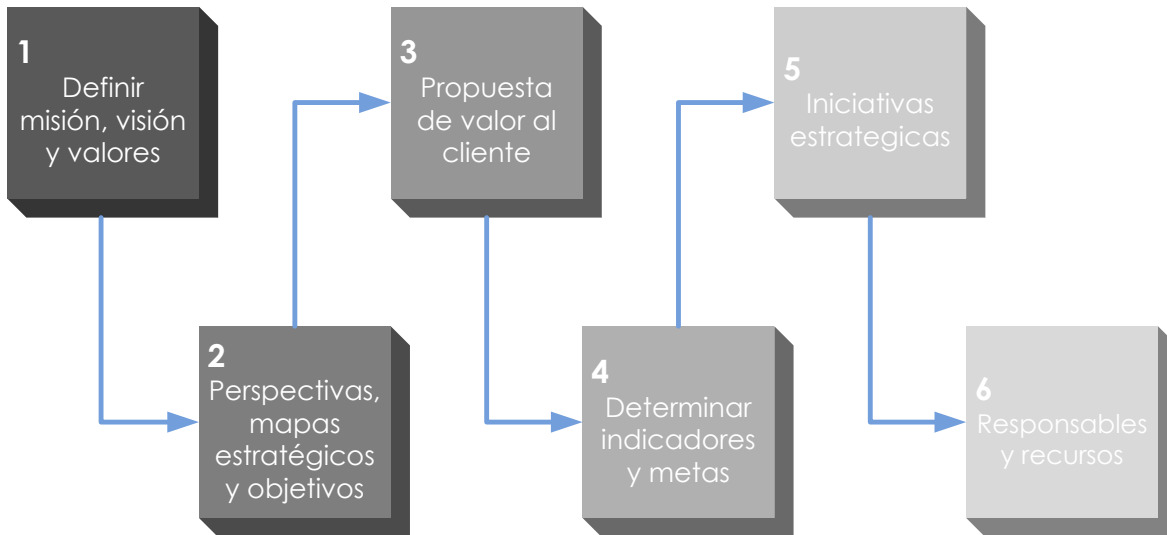 1
Definir
misión, visión
y valores
2
Perspectivas,
mapas
estratégicos
y objetivos
3
Propuesta
de valor al
cliente
4
Determinar
indicadores
y metas
5
Iniciativas
estrategicas
6
Responsables
y recursos